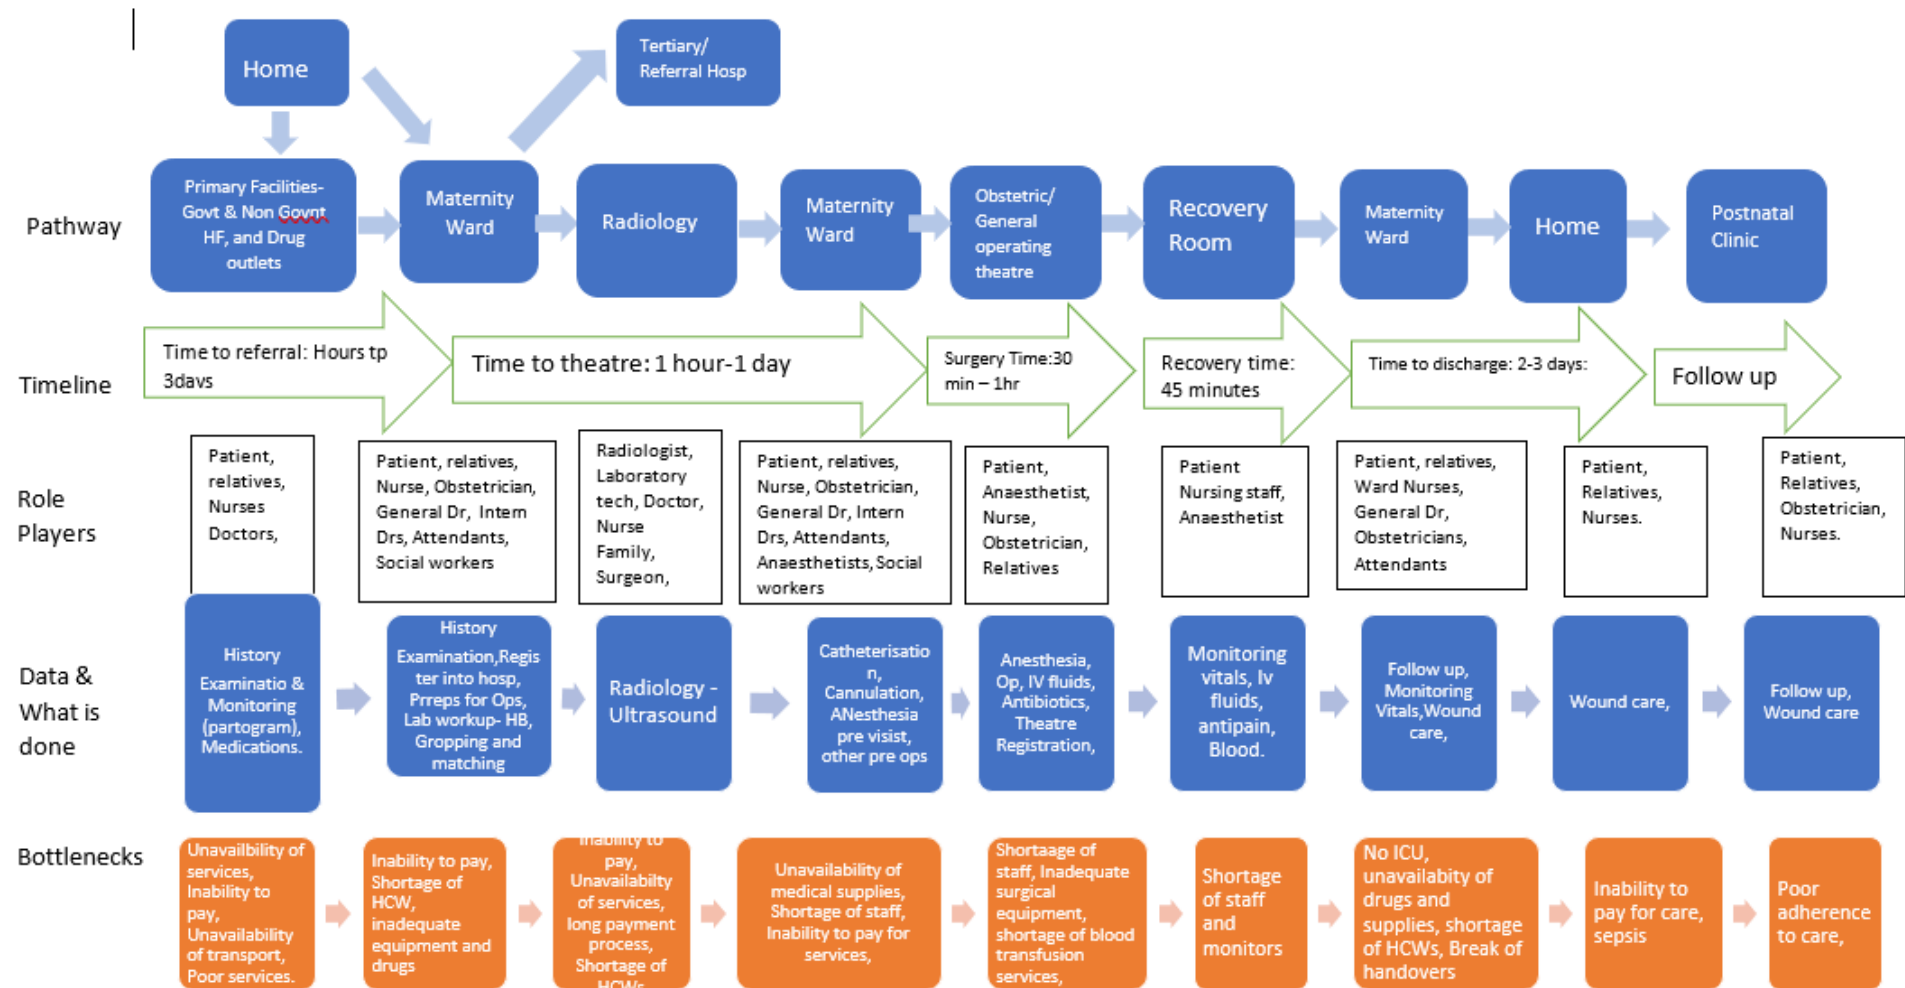 Home
Tertiary/
Referral Hosp
Pathway
Primary Facilities-
Govt & Non Govnt
HF, and Drug
outlets
Maternity
Ward
Radiology
Maternity
Ward
Obstetric/
General
operating
theatre
Recovery
Room
Maternity
Ward
Home
Postnatal
Clinic
Timeline
Time to referral: Hours tp
3davs
Time to theatre: 1 hour-1 day
Surgery Time:30
min – 1hr
Recovery time:
45 minutes
Time to discharge: 2-3 days:
Follow up
Role
Players
Patient,
relatives,
Nurses
Doctors,
Patient, relatives,
Nurse, Obstetrician,
General Dr, Intern
Drs, Attendants,
Social workers
Radiologist,
Laboratory
tech, Doctor,
Nurse
Family,
Surgeon,
Patient, relatives,
Nurse, Obstetrician,
General Dr, Intern
Drs, Attendants,
Anaesthetists, Social
workers
Patient,
Anaesthetist,
Nurse,
Obstetrician,
Relatives
Patient
Nursing staff,
Anaesthetist
Patient, relatives,
Ward Nurses,
General Dr,
Obstetricians,
Attendants
Patient,
Relatives,
Nurses.
Patient,
Relatives,
Obstetrician,
Nurses.
Data &
What is
done
History
Examinatio &
Monitoring
(partogram),
Medications.
History
Examination,Regis
ter into hosp,
Prreps for Ops,
Lab workup- HB,
Gropping and
matching
Radiology -
Ultrasound
Catheterisatio
n,
Cannulation,
ANesthesia
pre visist,
other pre ops
Anesthesia,
Op, IV fluids,
Antibiotics,
Theatre
Registration,
Monitoring
vitals, Iv
fluids,
antipain,
Blood.
Follow up,
Monitoring
Vitals,Wound
care,
Wound care,
Follow up,
Wound care
Bottlenecks
Unavailbility of
services,
Inability to
pay,
Unavailability
of transport,
Poor services.
Inability to pay,
Shortage of
HCW,
inadequate
equipment and
drugs
Inability to
pay,
Unavailabilty
of services,
long payment
process,
Shortage of
HCWs
Unavailability of
medical supplies,
Shortage of staff,
Inability to pay for
services,
Shortaage of
staff, Inadequate
surgical
equipment,
shortage of blood
transfusion
services,
Shortage
of staff
and
monitors
No ICU,
unavailabity of
drugs and
supplies, shortage
of HCWs, Break of
handovers
Inability to
pay for care,
sepsis
Poor
adherence
to care,